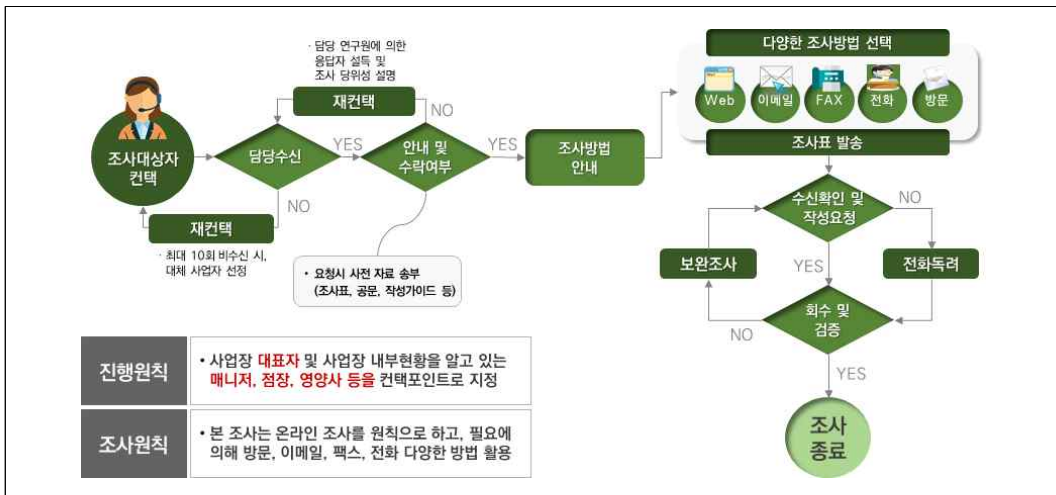 · 담당 연구원에 의한
응답자 설득 및
조사 당위성 설명
재컨택
NO
조사대상자
컨택
담당수신
YES
안내 및
수락여부
YES
조사방법
안내
NO
재컨택
· 최대 10회 비수신 시,
대체 사업자 선정
• 요청시 사전 자료 송부
(조사표, 공문, 작성가이드 등)
다양한 조사방법 선택
Web
이메일
FAX
전화
방문
조사표 발송
수신확인 및
작성요청
NO
보완조사
YES
전화독려
회수 및
검증
NO
YES
조사
종료
진행원칙
• 사업장 대표자 및 사업장 내부현황을 알고 있는
매니저, 점장, 영양사 등을 컨택포인트로 지정
조사원칙
• 본 조사는 온라인 조사를 원칙으로 하고, 필요에
의해 방문, 이메일, 팩스, 전화 다양한 방법 활용